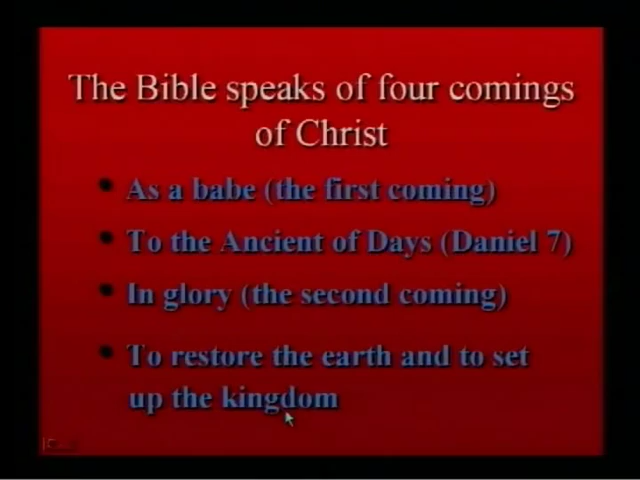 The Bible speaks of four comings
of Christ
• As a babe (the first coming)
• To the Ancient of Days (Daniel 7)
• In glory (the second coming)
• To restore the earth and to set
up the kingdom